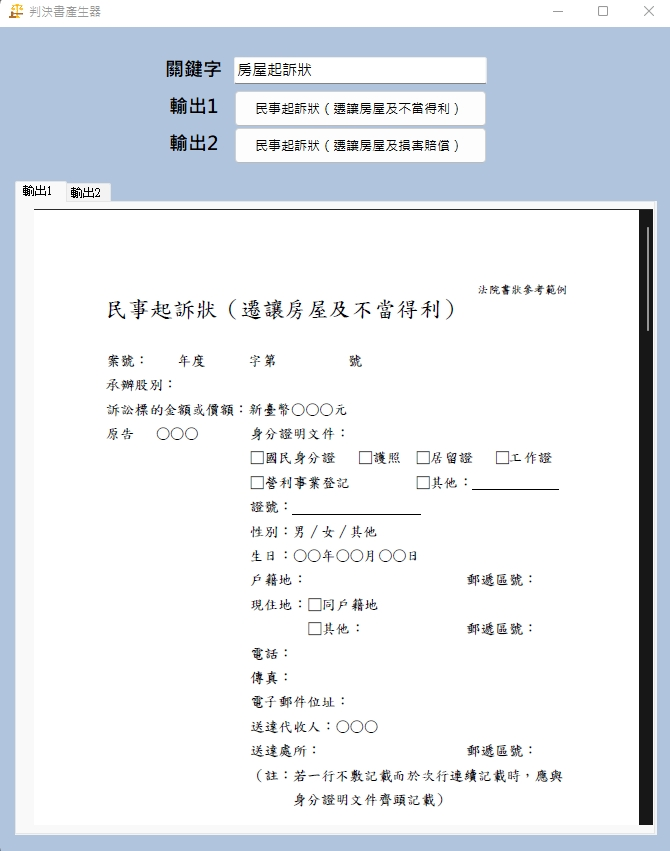 判決書產生器
關鍵字 房屋起訴狀
輸出1 民事起訴狀（遷讓房屋及不當得利）
輸出2 民事起訴狀（遷讓房屋及損害賠償）
輸出1 輸出2
法院書狀參考範例
民事起訴狀（遷讓房屋及不當得利）
案號： 年度 字第 號
承辦股別：
訴訟標的金額或價額：新臺幣○○○元
原告 ○○○ 身分證明文件：
□國民身分證 □護照 □居留證 □工作證
□營利事業登記 □其他：
證號：
性別：男／女／其他
生日：○○年○○月○○日
戶籍地： 郵遞區號：
現住地：□同戶籍地
□其他： 郵遞區號：
電話：
傳真：
電子郵件位址：
送達代收人：○○○
送達處所： 郵遞區號：
（註：若一行不敷記載而於次行連續記載時，應與
身分證明文件齊頭記載）